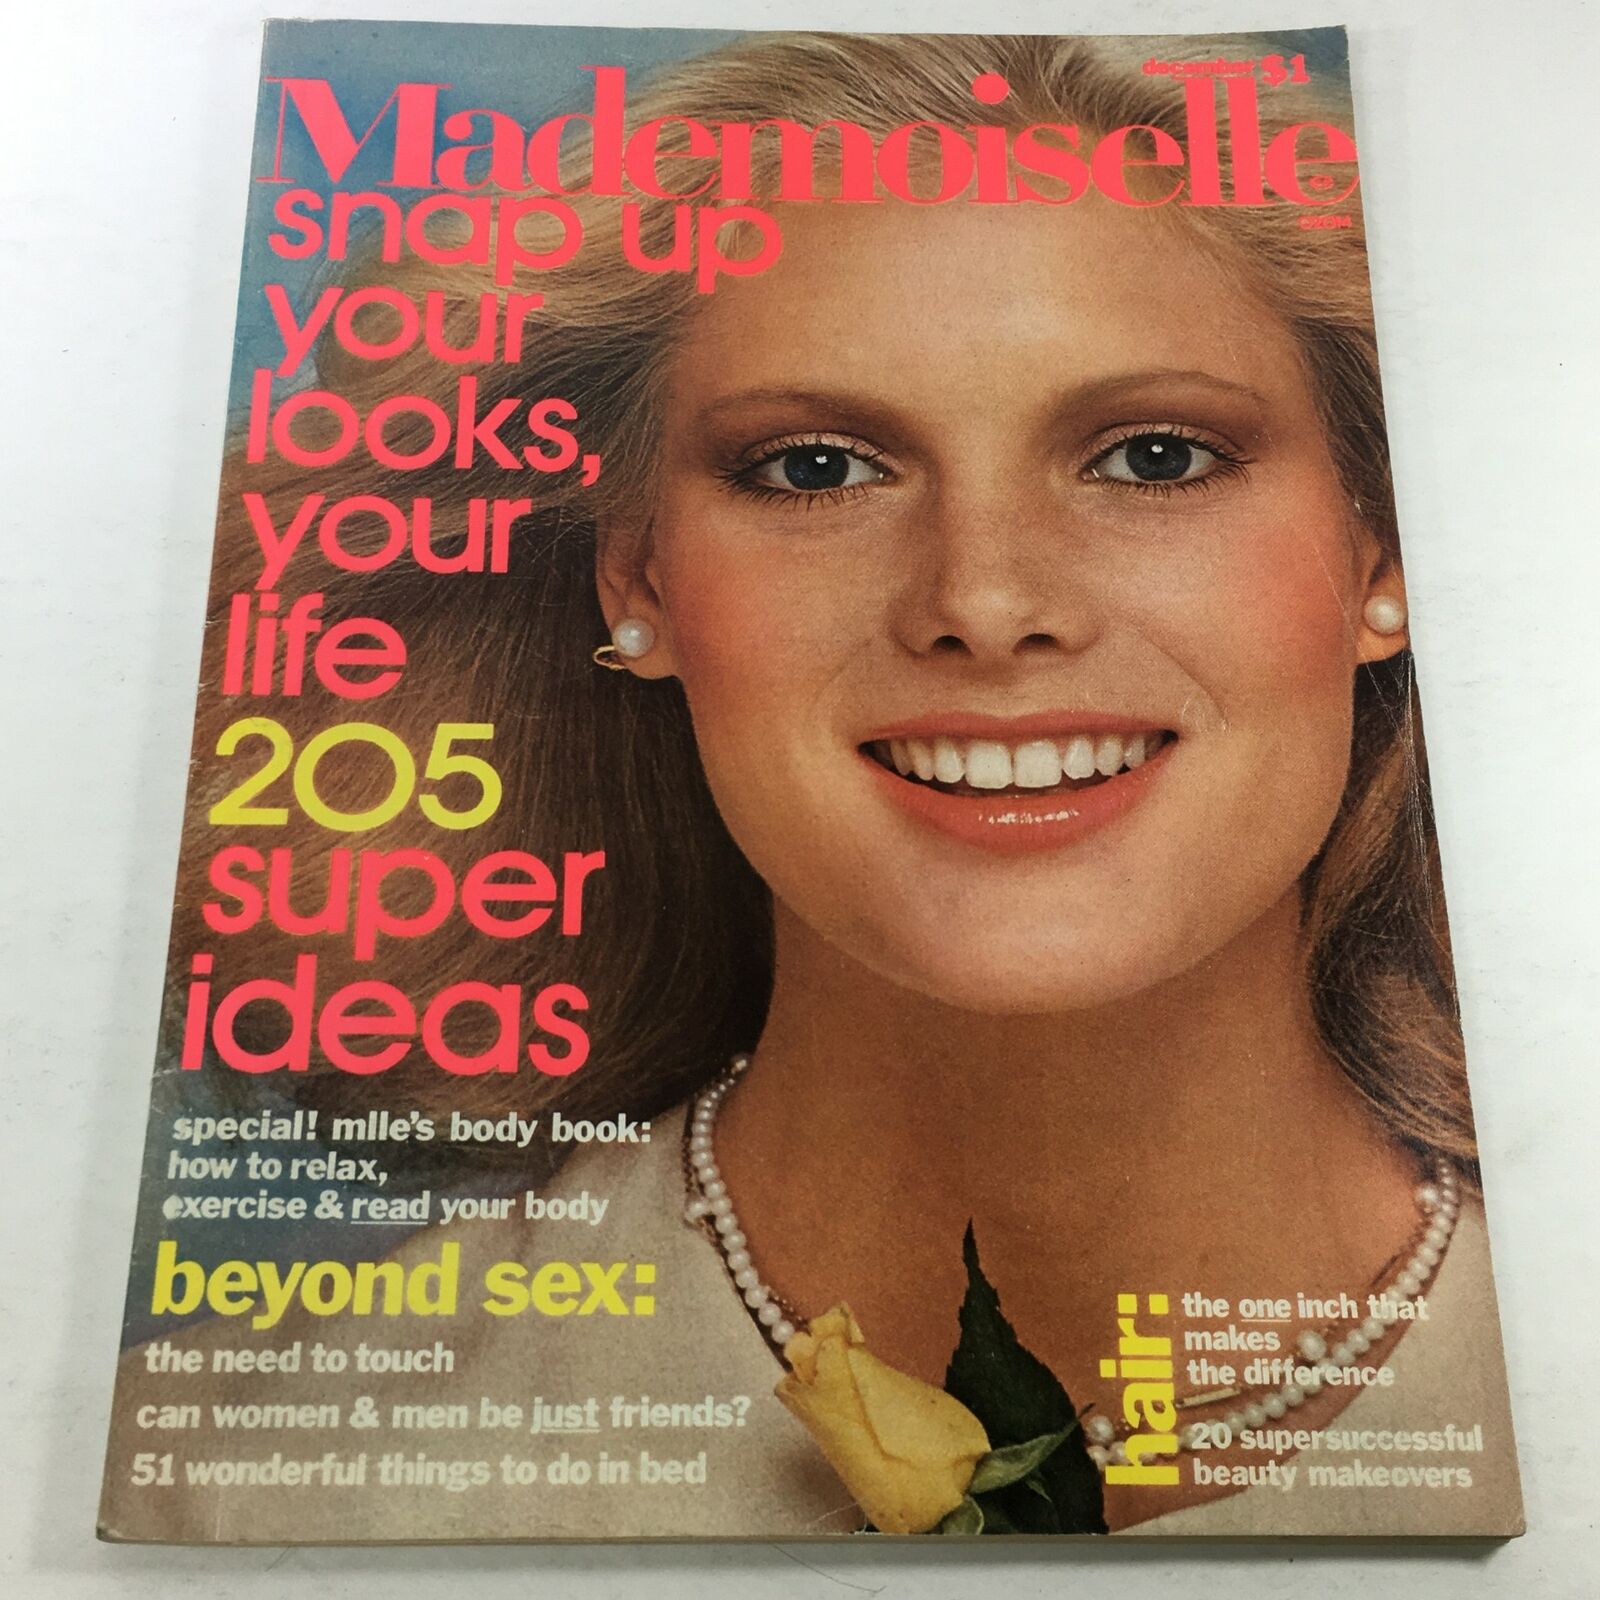 december $1
Mademoiselle
snap up
your
looks,
your
life
205
super
ideas
special! mlle's body book:
how to relax,
exercise & read your body
beyond sex:
the need to touch
can women & men be just friends?
51 wonderful things to do in bed
hair:
the one inch that
makes
the difference
20 supersuccessful
beauty makeovers